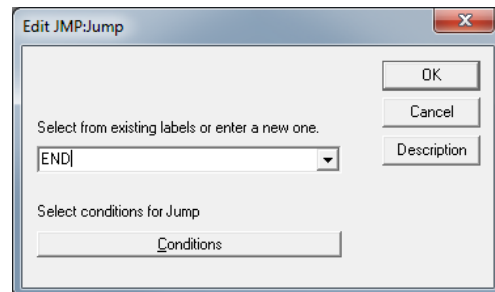 Edit JMP:Jump
OK
Cancel
Description
Select from existing labels or enter a new one.
END
Select conditions for Jump
Conditions